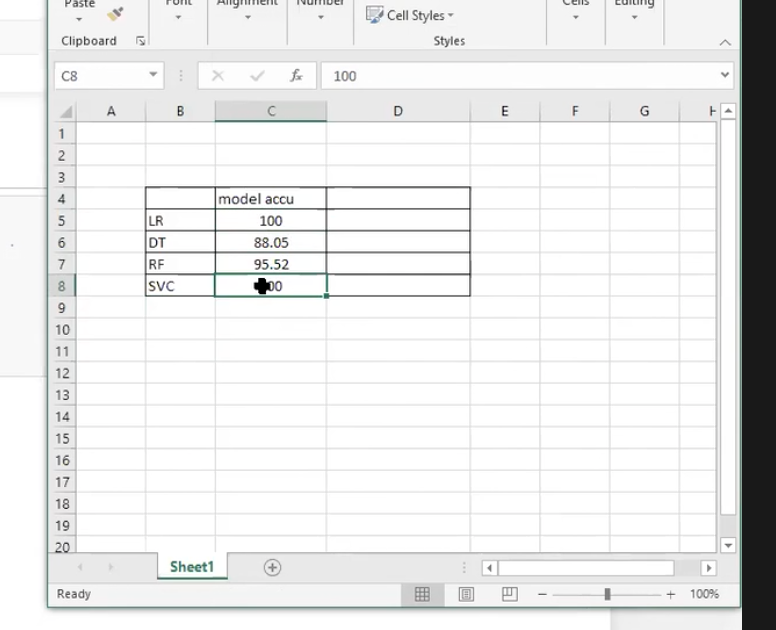 Paste Font Alignment Number Cell Styles Cells Editing
Clipboard Styles
C8 fx 100
A B C D E F G H
1
2
3
4 model accu
5 LR 100
6 DT 88.05
7 RF 95.52
8 SVC
9
10
11
12
13
14
15
16
17
18
19
20
Sheet1
Ready 100%